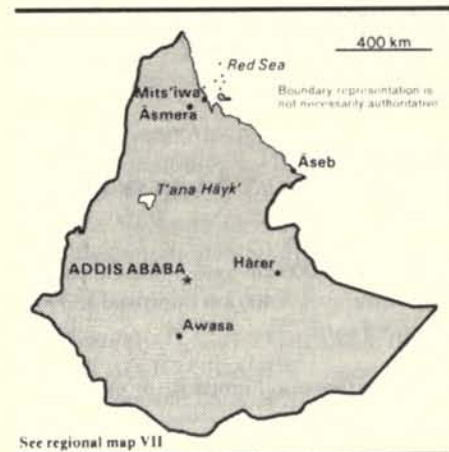 400 km
Red Sea
Boundary representation is
not necessarily authoritative
Mits'iwa
Āsmera
Āseb
T'ana Hāyk'
ADDIS ABABA
Hārer
Awasa
See regional map VII